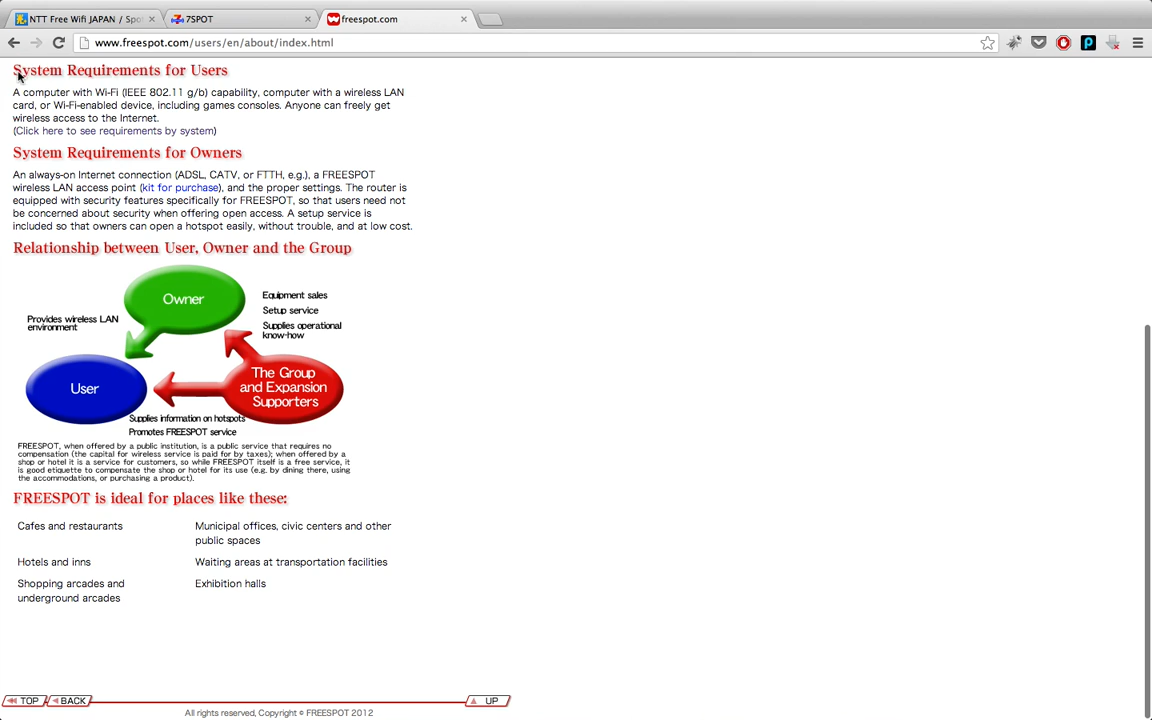 NTT Free Wifi JAPAN / Spo
7SPOT
freespot.com
www.freespot.com/users/en/about/index.html
System Requirements for Users
A computer with Wi-Fi (IEEE 802.11 g/b) capability, computer with a wireless LAN
card, or Wi-Fi-enabled device, including games consoles. Anyone can freely get
wireless access to the Internet.
(Click here to see requirements by system)
System Requirements for Owners
An always-on Internet connection (ADSL, CATV, or FTTH, e.g.), a FREESPOT
wireless LAN access point (kit for purchase), and the proper settings. The router is
equipped with security features specifically for FREESPOT, so that users need not
be concerned about security when offering open access. A setup service is
included so that owners can open a hotspot easily, without trouble, and at low cost.
Relationship between User, Owner and the Group
Owner
Equipment sales
Setup service
Supplies operational
know-how
Provides wireless LAN
environment
User
The Group
and Expansion
Supporters
Supplies information on hotspots
Promotes FREESPOT service
FREESPOT, when offered by a public institution, is a public service that requires no
compensation (the capital for wireless service is paid for by taxes); when offered by a
shop or hotel it is a service for customers, so while FREESPOT itself is a free service, it
is good etiquette to compensate the shop or hotel for its use (e.g. by dining there, using
the accommodations, or purchasing a product).
FREESPOT is ideal for places like these:
Cafes and restaurants
Municipal offices, civic centers and other
public spaces
Hotels and inns
Waiting areas at transportation facilities
Shopping arcades and
underground arcades
Exhibition halls
TOP
BACK
UP
All rights reserved, Copyright © FREESPOT 2012